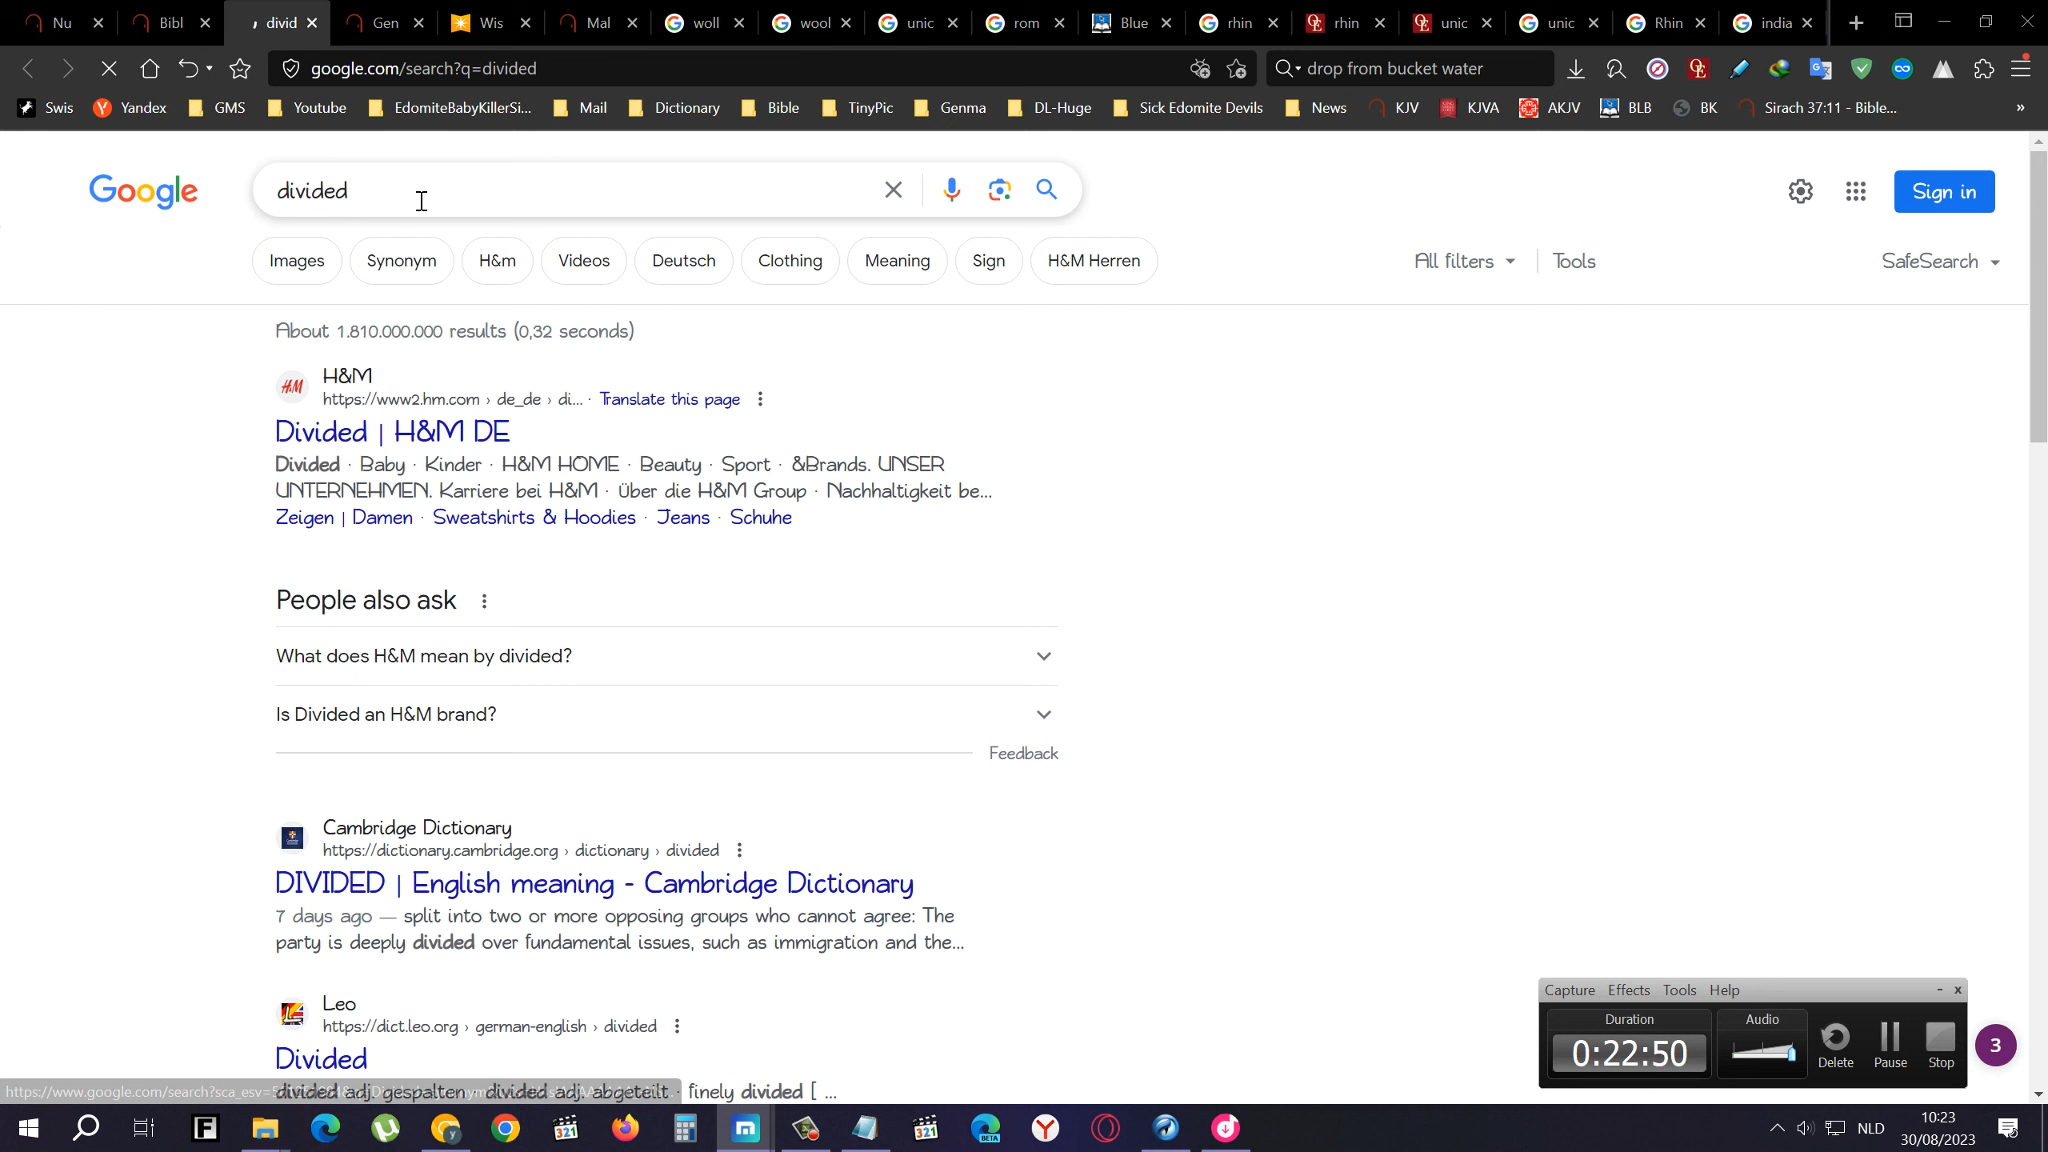 Nu Bibl divid Gen Wis Mal woll wool unic rom Blue rhin rhin unic unic Rhin india
google.com/search?q=divided drop from bucket water
Swis Yandex GMS Youtube EdomiteBabyKillerSi... Mail Dictionary Bible TinyPic Genma DL-Huge Sick Edomite Devils News KJV KJVA AKJV BLB BK Sirach 37:11 - Bible... »
Google divided Sign in
Images Synonym H&m Videos Deutsch Clothing Meaning Sign H&M Herren All filters Tools SafeSearch
About 1.810.000.000 results (0,32 seconds)
H&M
https://www2.hm.com › de_de › di... · Translate this page
Divided | H&M DE
Divided · Baby · Kinder · H&M HOME · Beauty · Sport · &Brands. UNSER
UNTERNEHMEN. Karriere bei H&M · Über die H&M Group · Nachhaltigkeit be...
Zeigen | Damen · Sweatshirts & Hoodies · Jeans · Schuhe
People also ask
What does H&M mean by divided?
Is Divided an H&M brand?
Feedback
Cambridge Dictionary
https://dictionary.cambridge.org › dictionary › divided
DIVIDED | English meaning - Cambridge Dictionary
7 days ago — split into two or more opposing groups who cannot agree: The
party is deeply divided over fundamental issues, such as immigration and the...
Leo
https://dict.leo.org › german-english › divided
Divided
divided adj. gespalten · divided adj. abgeteilt · finely divided [ ...
Capture Effects Tools Help
Duration Audio
0:22:50
Delete Pause Stop
3
NLD
10:23
30/08/2023